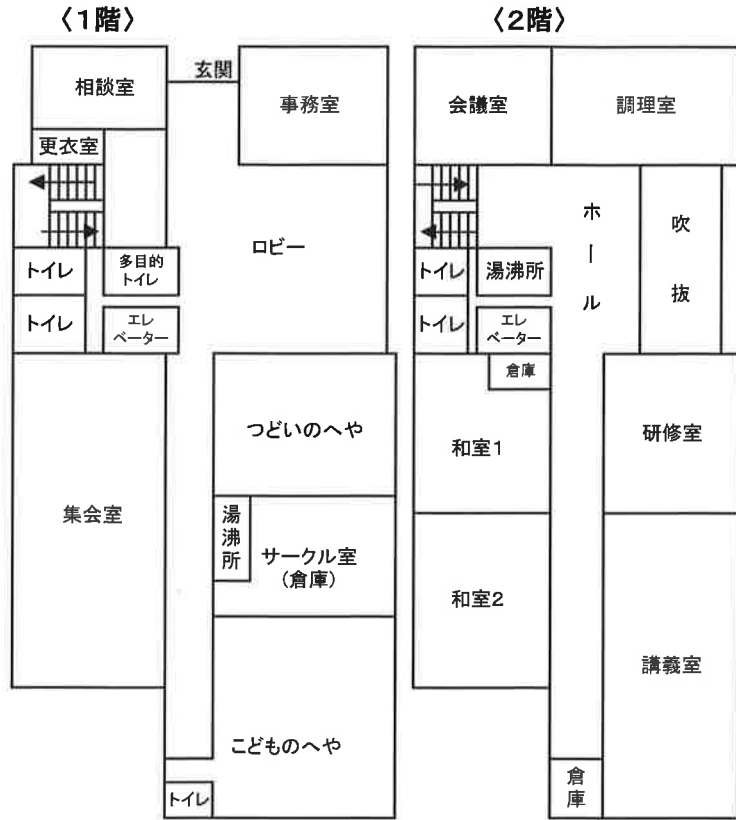 〈1階〉
相談室
玄関
事務室
更衣室
ロビー
トイレ
多目的
トイレ
トイレ
エレ
ベーター
つどいのへや
集会室
湯沸所
サークル室
(倉庫)
こどものへや
トイレ
〈2階〉
会議室
調理室
ホール
吹抜
トイレ
湯沸所
トイレ
エレ
ベーター
倉庫
和室1
研修室
和室2
講義室
倉庫